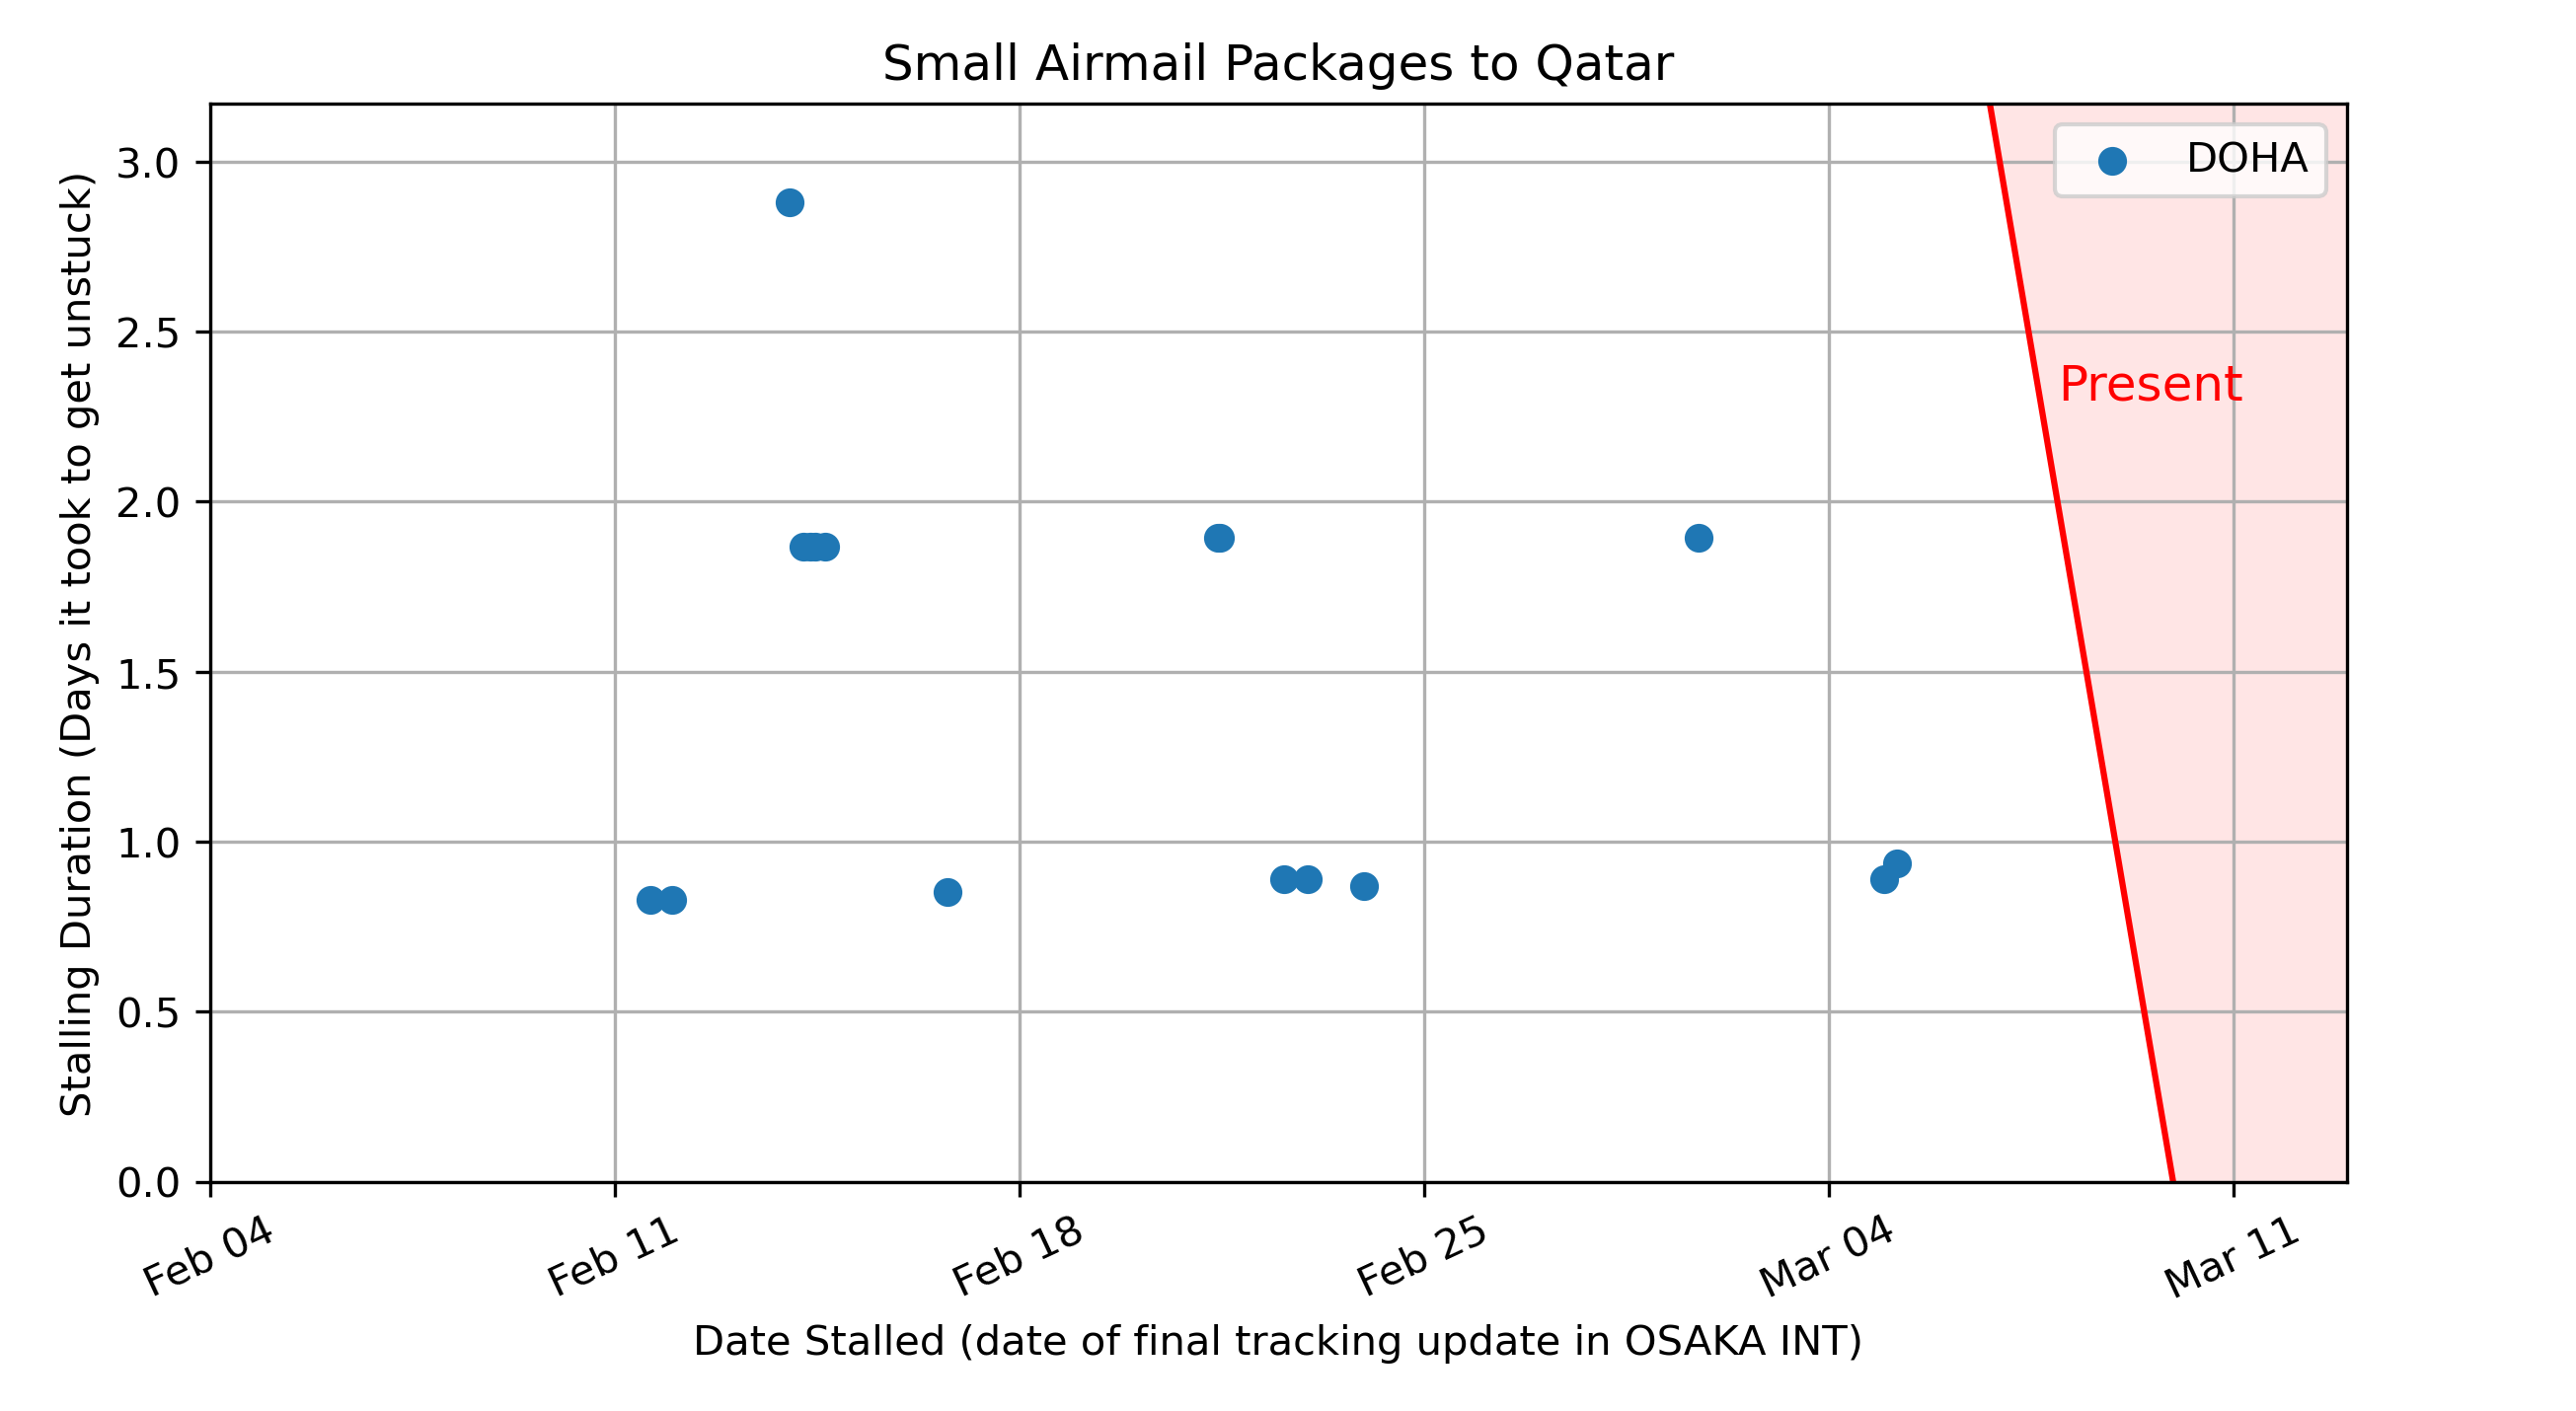 Small Airmail Packages to Qatar
DOHA
Present
Stalling Duration (Days it took to get unstuck)
3.0
2.5
2.0
1.5
1.0
0.5
0.0
Feb 04
Feb 11
Feb 18
Feb 25
Mar 04
Mar 11
Date Stalled (date of final tracking update in OSAKA INT)